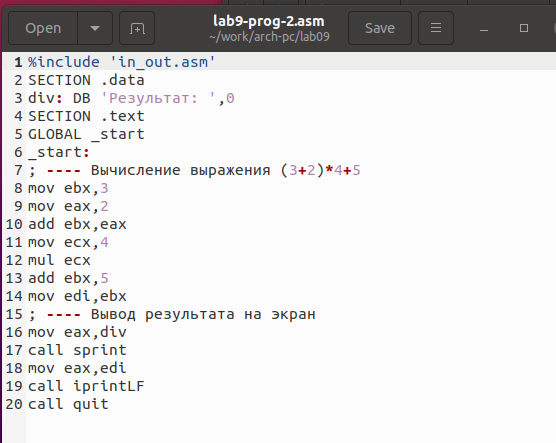 Open lab9-prog-2.asm Save
~/work/arch-pc/lab09
1 %include 'in_out.asm'
2 SECTION .data
3 div: DB 'Результат: ',0
4 SECTION .text
5 GLOBAL _start
6 _start:
7 ; ---- Вычисление выражения (3+2)*4+5
8 mov ebx,3
9 mov eax,2
10 add ebx,eax
11 mov ecx,4
12 mul ecx
13 add ebx,5
14 mov edi,ebx
15 ; ---- Вывод результата на экран
16 mov eax,div
17 call sprint
18 mov eax,edi
19 call iprintLF
20 call quit